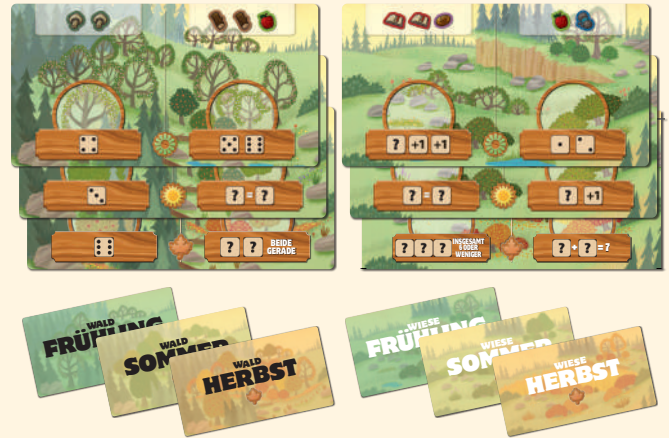 ? +1 +1
? = ?
? = ?
? +1
? ?
BEIDE
GERADE
? ? ?
INSGESAMT
6 ODER
WENIGER
? + ? = 7
WALD
FRÜHLING
WALD
SOMMER
WALD
HERBST
WIESE
FRÜHLING
WIESE
SOMMER
WIESE
HERBST